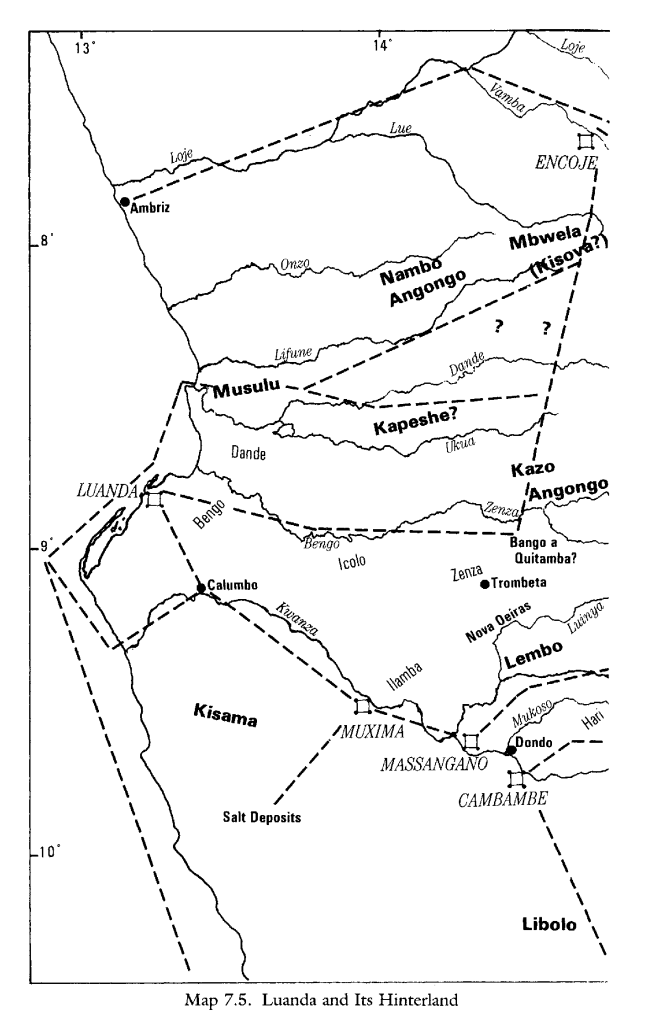 13°
14°
Loje
Vamba
Lue
ENCOJE
Loje
Ambriz
8°
Mbwela
(Kisova?)
Onzo
Nambo
Angongo
? ?
Lifune
Dande
Musulu
Kapeshe?
Ukua
Dande
Kazo
Angongo
LUANDA
Bengo
Zenza
Bengo
Icolo
Bango a
Quitamba?
9°
Zenza
Trombeta
Calumbo
Kwanza
Nova Oeiras
Luinya
Lembo
Ilamba
Kisama
MUXIMA
Mukoso
Hari
Dondo
MASSANGANO
CAMBAMBE
Salt Deposits
10°
Libolo
Map 7.5. Luanda and Its Hinterland